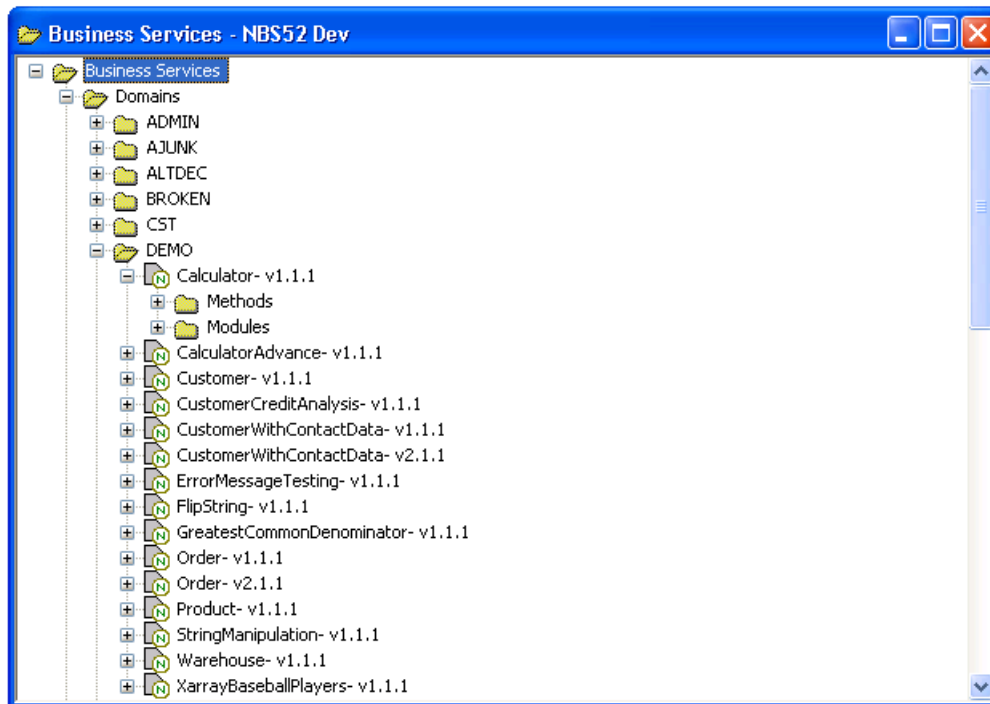 Business Services - NBS52 Dev
Business Services
Domains
ADMIN
AJUNK
ALTDEC
BROKEN
CST
DEMO
Calculator- v1.1.1
Methods
Modules
CalculatorAdvance- v1.1.1
Customer- v1.1.1
CustomerCreditAnalysis- v1.1.1
CustomerWithContactData- v1.1.1
CustomerWithContactData- v2.1.1
ErrorMessageTesting- v1.1.1
FlipString- v1.1.1
GreatestCommonDenominator- v1.1.1
Order- v1.1.1
Order- v2.1.1
Product- v1.1.1
StringManipulation- v1.1.1
Warehouse- v1.1.1
XarrayBaseballPlayers- v1.1.1